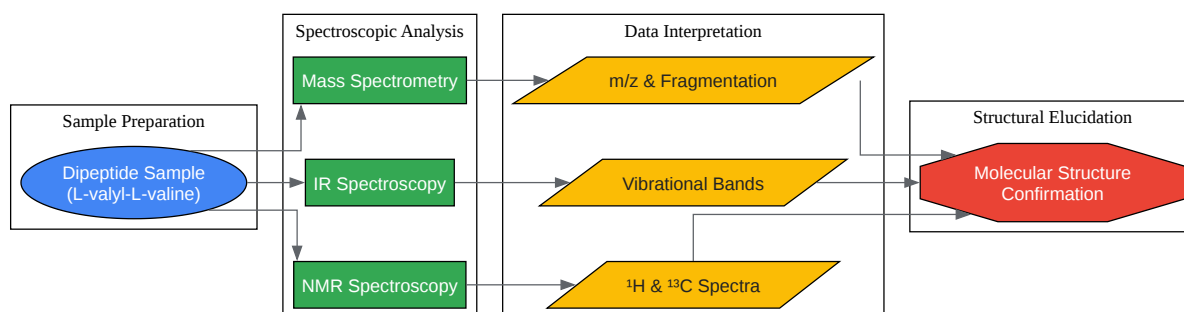 Sample Preparation
Dipeptide Sample
(L-valyl-L-valine)
Spectroscopic Analysis
Mass Spectrometry
IR Spectroscopy
NMR Spectroscopy
Data Interpretation
m/z & Fragmentation
Vibrational Bands
¹H & ¹³C Spectra
Structural Elucidation
Molecular Structure
Confirmation